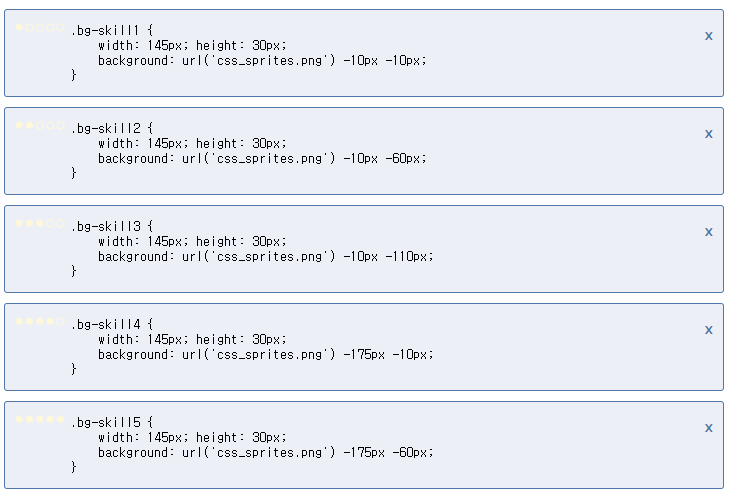 .bg-skill1 {
width: 145px; height: 30px;
background: url('css_sprites.png') -10px -10px;
}
x
.bg-skill2 {
width: 145px; height: 30px;
background: url('css_sprites.png') -10px -60px;
}
x
.bg-skill3 {
width: 145px; height: 30px;
background: url('css_sprites.png') -10px -110px;
}
x
.bg-skill4 {
width: 145px; height: 30px;
background: url('css_sprites.png') -175px -10px;
}
x
.bg-skill5 {
width: 145px; height: 30px;
background: url('css_sprites.png') -175px -60px;
}
x